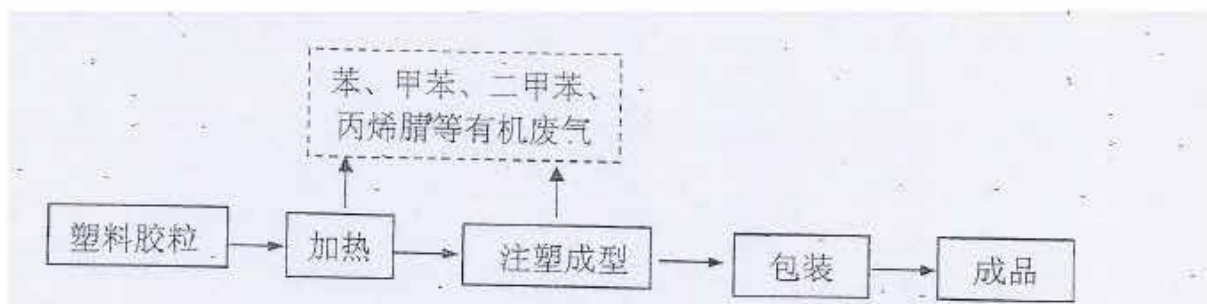 苯、甲苯、二甲苯、
丙烯腈等有机废气
塑料胶粒
加热
注塑成型
包装
成品